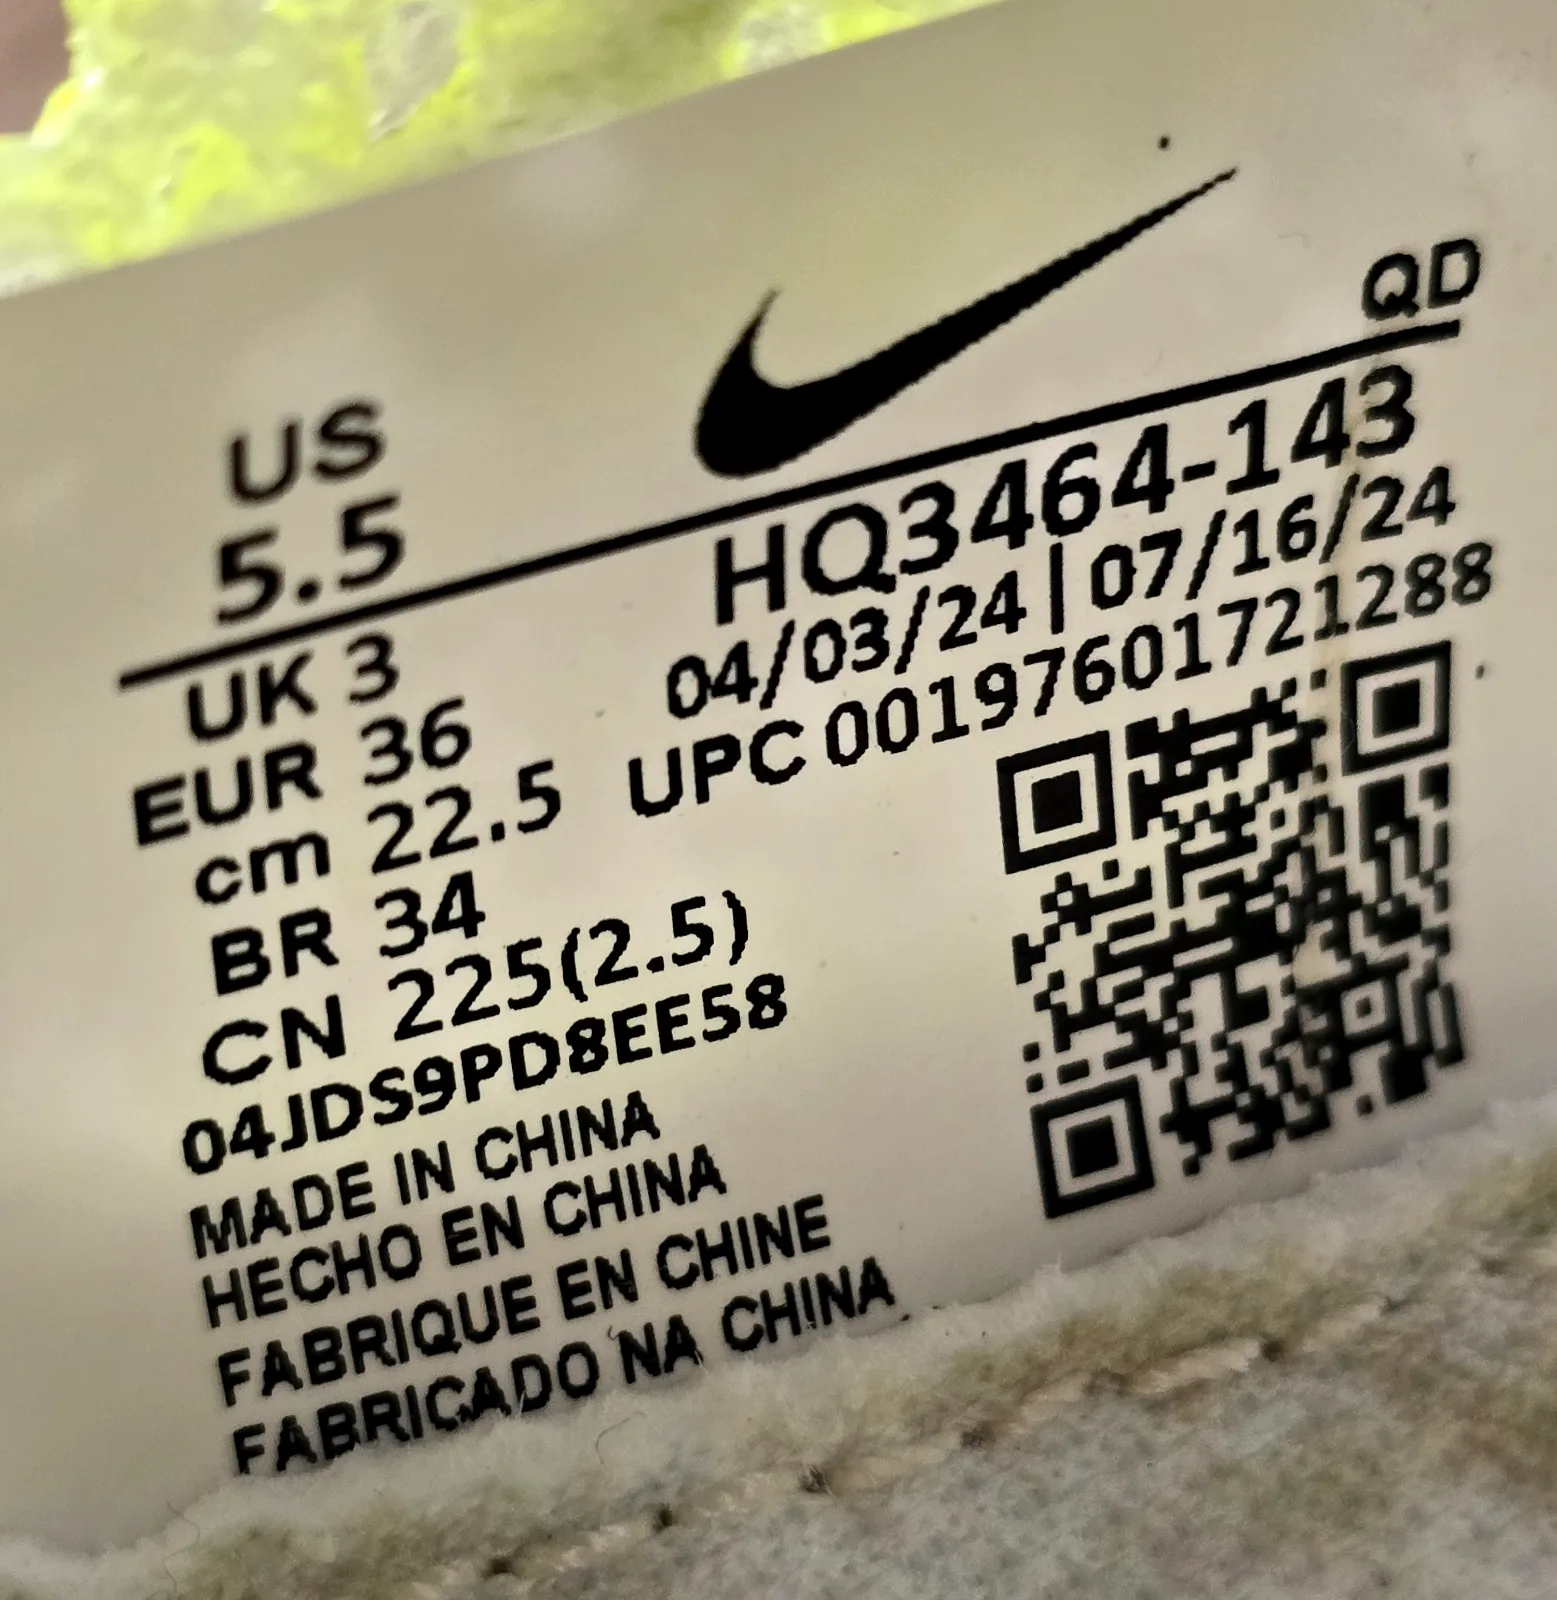 US
5.5
QD
UK 3
EUR 36
cm 22.5
BR 34
CN 225(2.5)
04JDS9PD8EE58
MADE IN CHINA
HECHO EN CHINA
FABRIQUE EN CHINE
FABRICADO NA CHINA
HQ3464-143
04/03/24|07/16/24
UPC 00197601721288